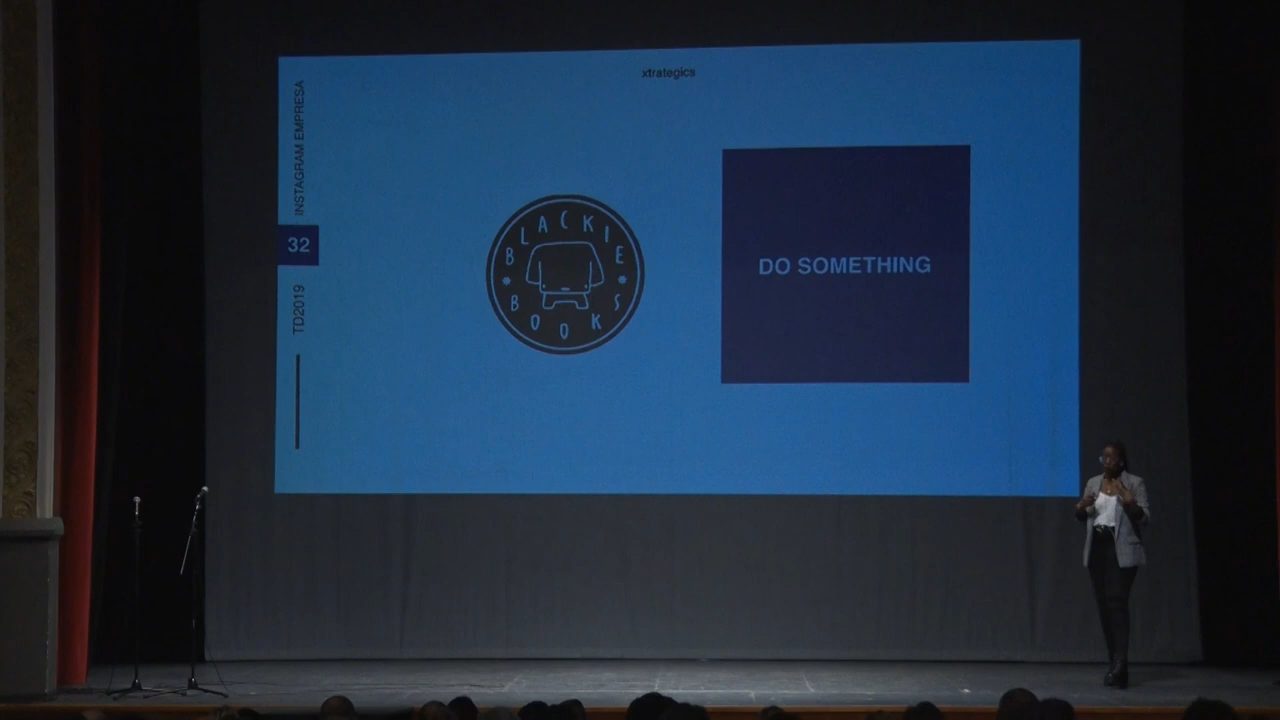 xtrategics
INSTAGRAM EMPRESA
32
TD2019
BLACKIE
BOOKS
DO SOMETHING